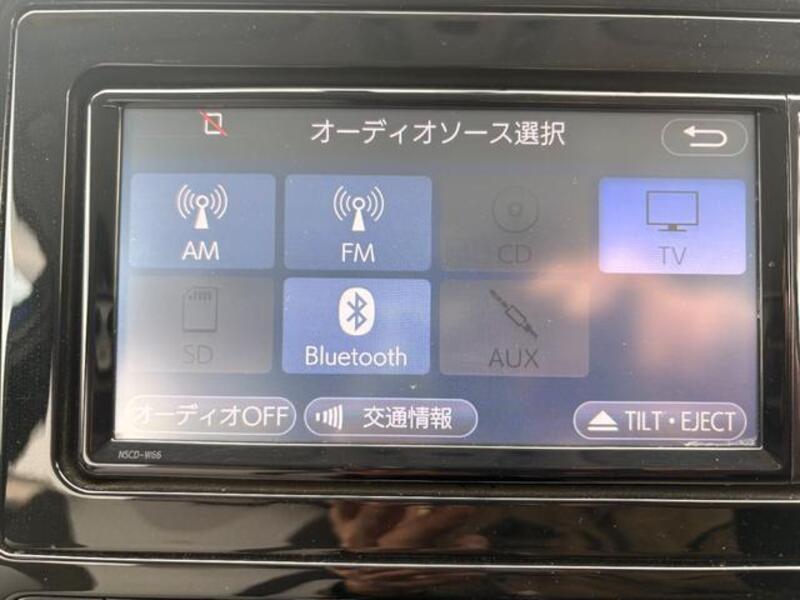 オーディオソース選択
AM
FM
CD
TV
SD
Bluetooth
AUX
オーディオOFF
交通情報
TILT・EJECT
NSCD-W66